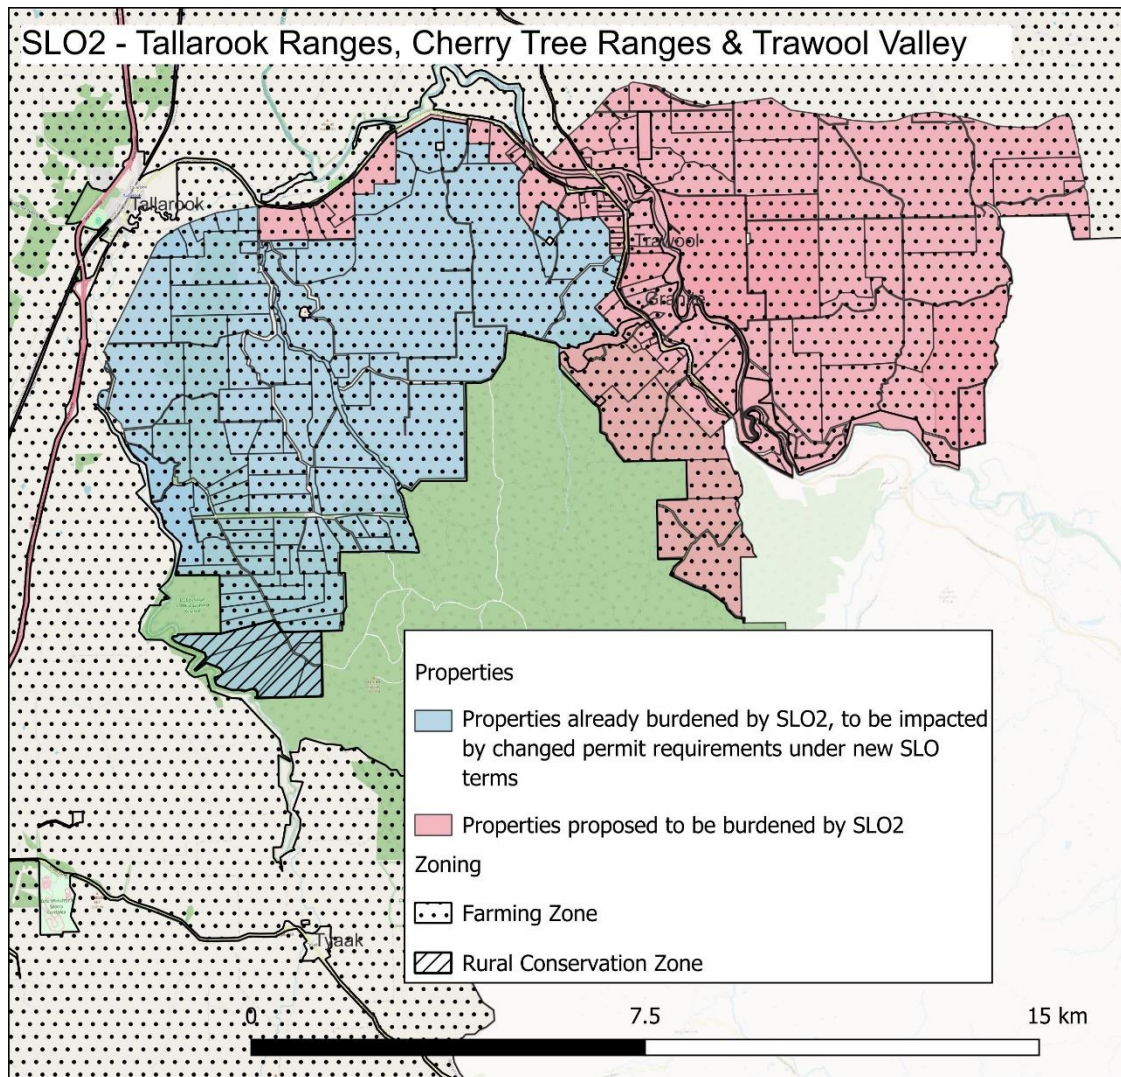 SLO2 - Tallarook Ranges, Cherry Tree Ranges & Trawool Valley
Tallarook
Trawool
Granite
Tyaak
Properties
Properties already burdened by SLO2, to be impacted
by changed permit requirements under new SLO
terms
Properties proposed to be burdened by SLO2
Zoning
Farming Zone
Rural Conservation Zone
0
7.5
15 km